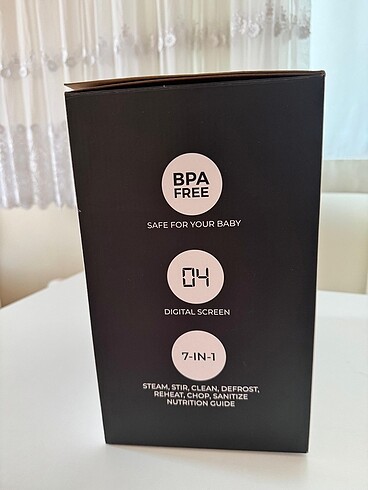 BPA
FREE
SAFE FOR YOUR BABY
04
DIGITAL SCREEN
7-IN-1
STEAM, STIR, CLEAN, DEFROST,
REHEAT, CHOP, SANITIZE
NUTRITION GUIDE